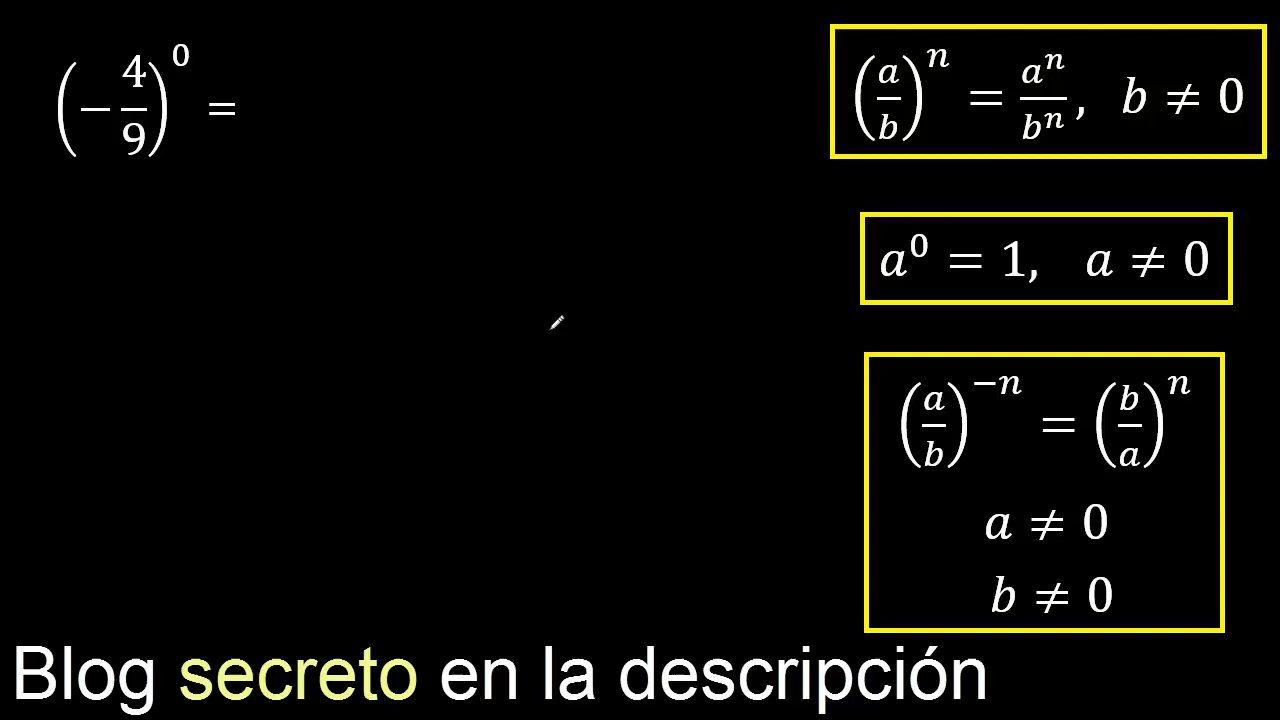 (-4/9)^0 =
(a/b)^n = a^n/b^n, b ≠ 0
a^0 = 1, a ≠ 0
(a/b)^-n = (b/a)^n
a ≠ 0
b ≠ 0
Blog secreto en la descripción